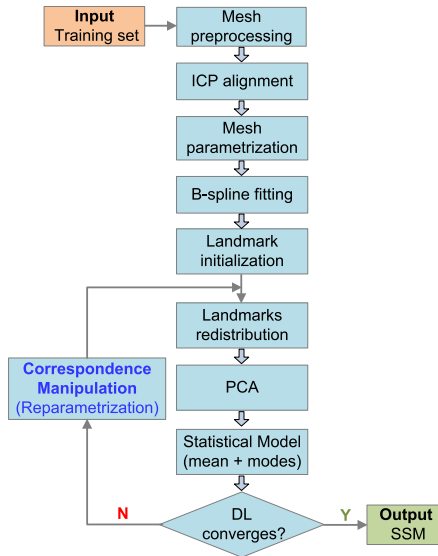 Input
Training set
Mesh
preprocessing
ICP alignment
Mesh
parametrization
B-spline fitting
Landmark
initialization
Landmarks
redistribution
Correspondence
Manipulation
(Reparametrization)
PCA
Statistical Model
(mean + modes)
N
DL
converges?
Y
Output
SSM